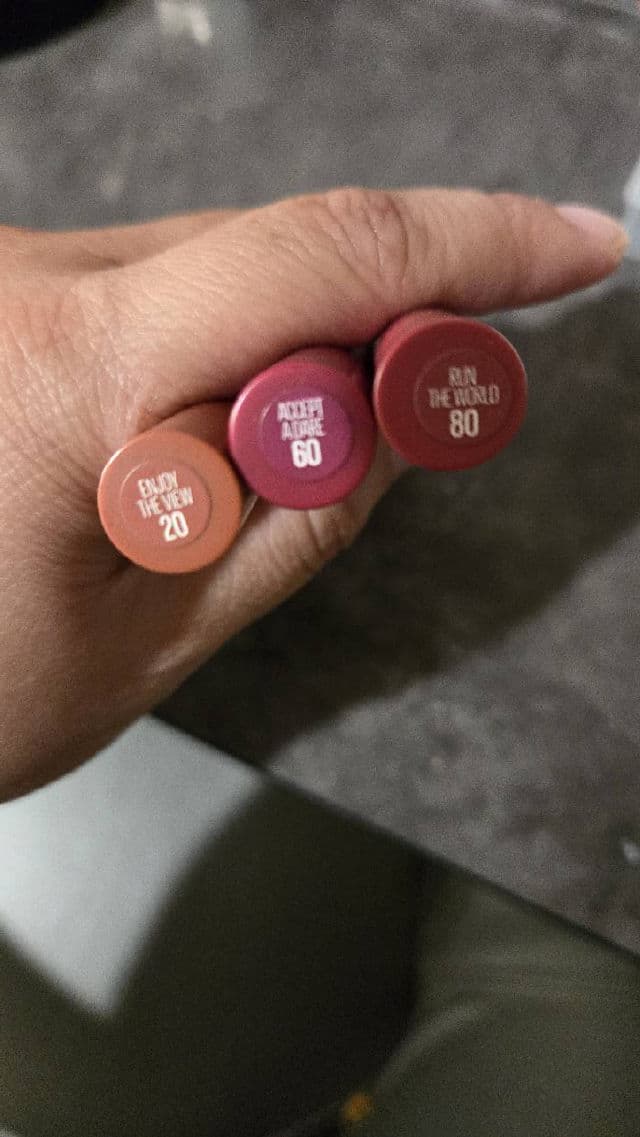 ENJOY
THE VIEW
20
ACCEPT
A DARE
60
RUN
THE WORLD
80